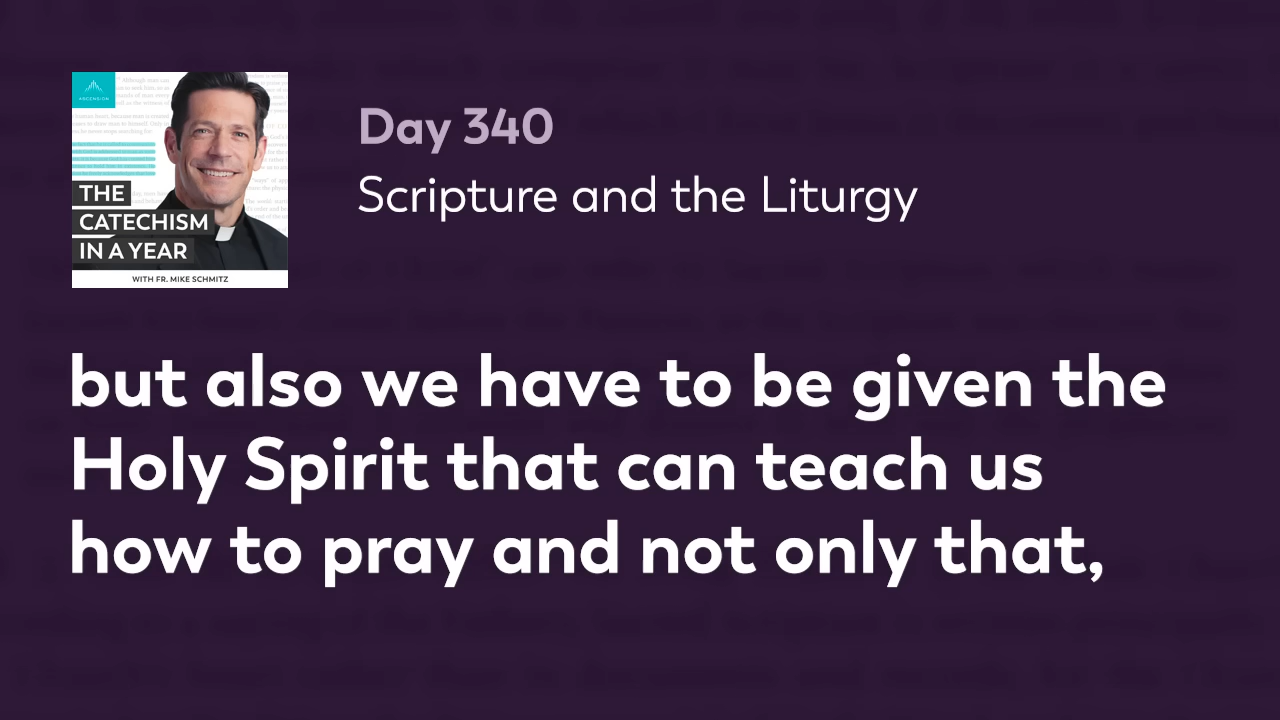 ASCENSION
THE
CATECHISM
IN A YEAR
WITH FR. MIKE SCHMITZ
Day 340
Scripture and the Liturgy
but also we have to be given the
Holy Spirit that can teach us
how to pray and not only that,